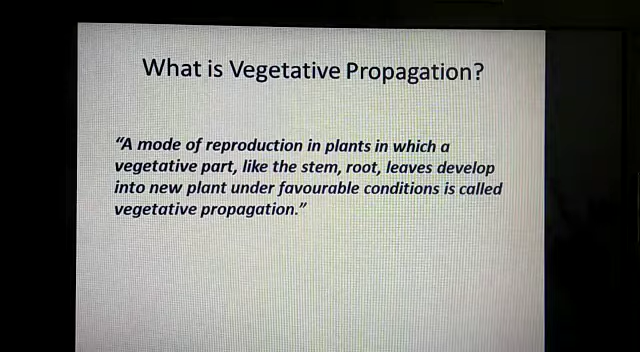 What is Vegetative Propagation?
“A mode of reproduction in plants in which a
vegetative part, like the stem, root, leaves develop
into new plant under favourable conditions is called
vegetative propagation.”